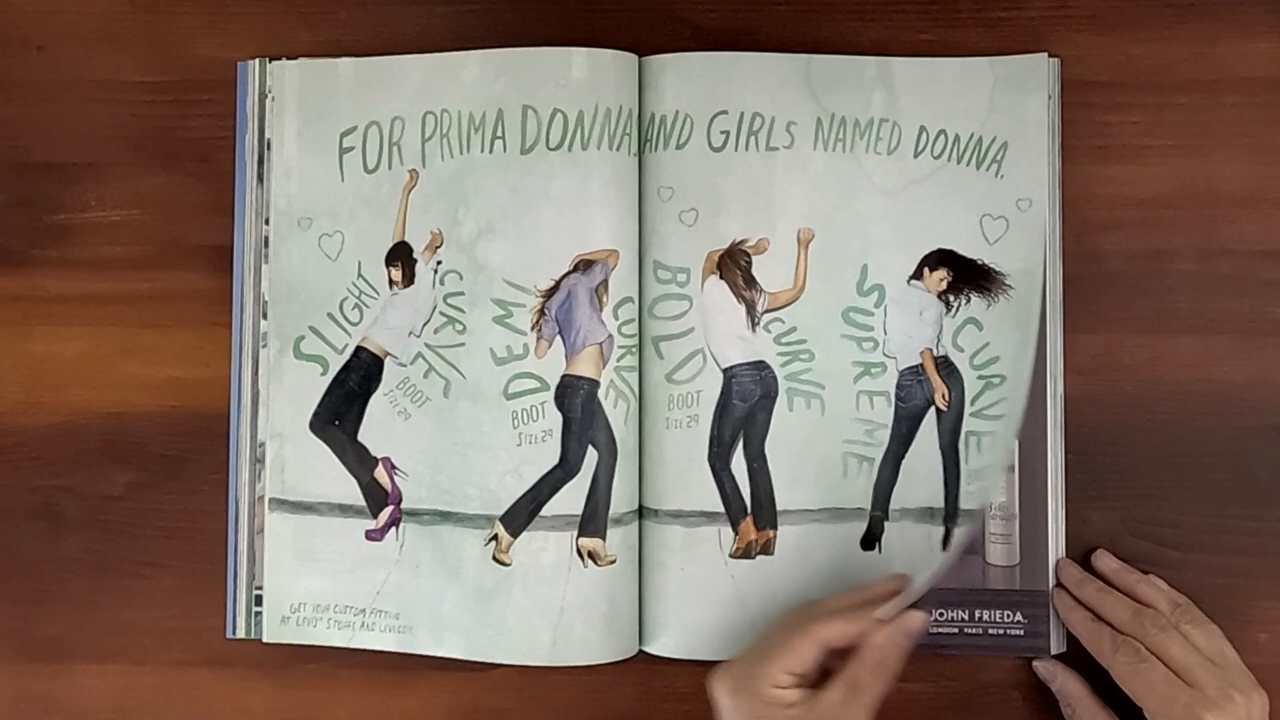 FOR PRIMA DONNAS AND GIRLS NAMED DONNA.
SLIGHT CURVE
BOOT
SIZE 29
DEMI CURVE
BOOT
SIZE 29
BOLD CURVE
BOOT
SIZE 29
SUPREME CURVE
GET YOUR CUSTOM FITTING
AT LEVI'S® STORES AND LEVI.COM
JOHN FRIEDA®
LONDON PARIS NEW YORK